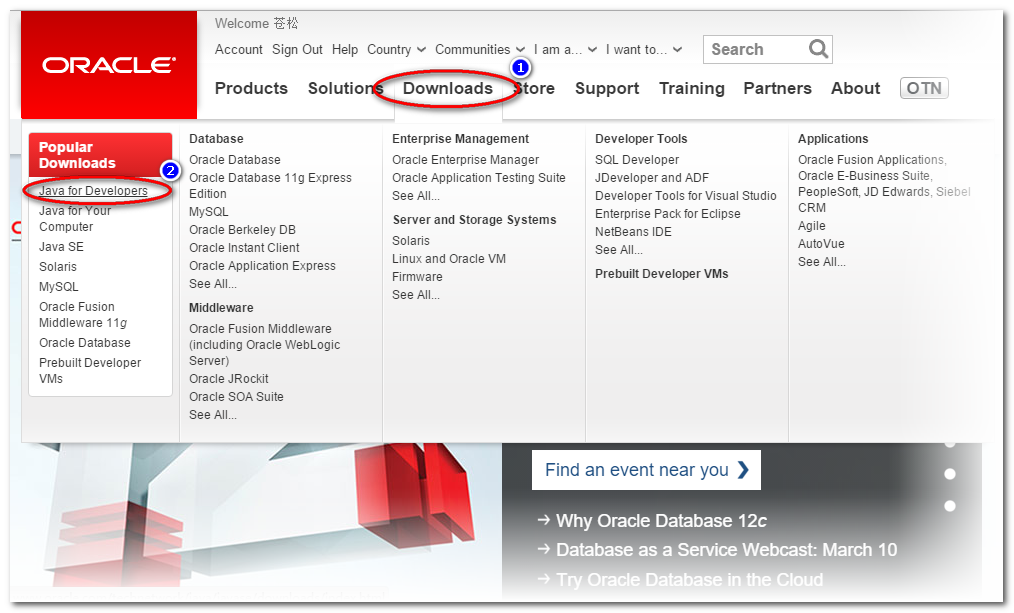 Welcome 苍松
ORACLE
Account Sign Out Help Country Communities I am a... I want to... Search
1
Products Solutions Downloads Store Support Training Partners About OTN
Popular
Downloads
2
Java for Developers
Java for Your
Computer
Java SE
Solaris
MySQL
Oracle Fusion
Middleware 11g
Oracle Database
Prebuilt Developer
VMs
Database
Oracle Database
Oracle Database 11g Express
Edition
MySQL
Oracle Berkeley DB
Oracle Instant Client
Oracle Application Express
See All...
Middleware
Oracle Fusion Middleware
(including Oracle WebLogic
Server)
Oracle JRockit
Oracle SOA Suite
See All...
Enterprise Management
Oracle Enterprise Manager
Oracle Application Testing Suite
See All...
Server and Storage Systems
Solaris
Linux and Oracle VM
Firmware
See All...
Developer Tools
SQL Developer
JDeveloper and ADF
Developer Tools for Visual Studio
Enterprise Pack for Eclipse
NetBeans IDE
See All...
Prebuilt Developer VMs
Applications
Oracle Fusion Applications,
Oracle E-Business Suite,
PeopleSoft, JD Edwards, Siebel
CRM
Agile
AutoVue
See All...
Find an event near you ❯
→ Why Oracle Database 12c
→ Database as a Service Webcast: March 10
→ Try Oracle Database in the Cloud